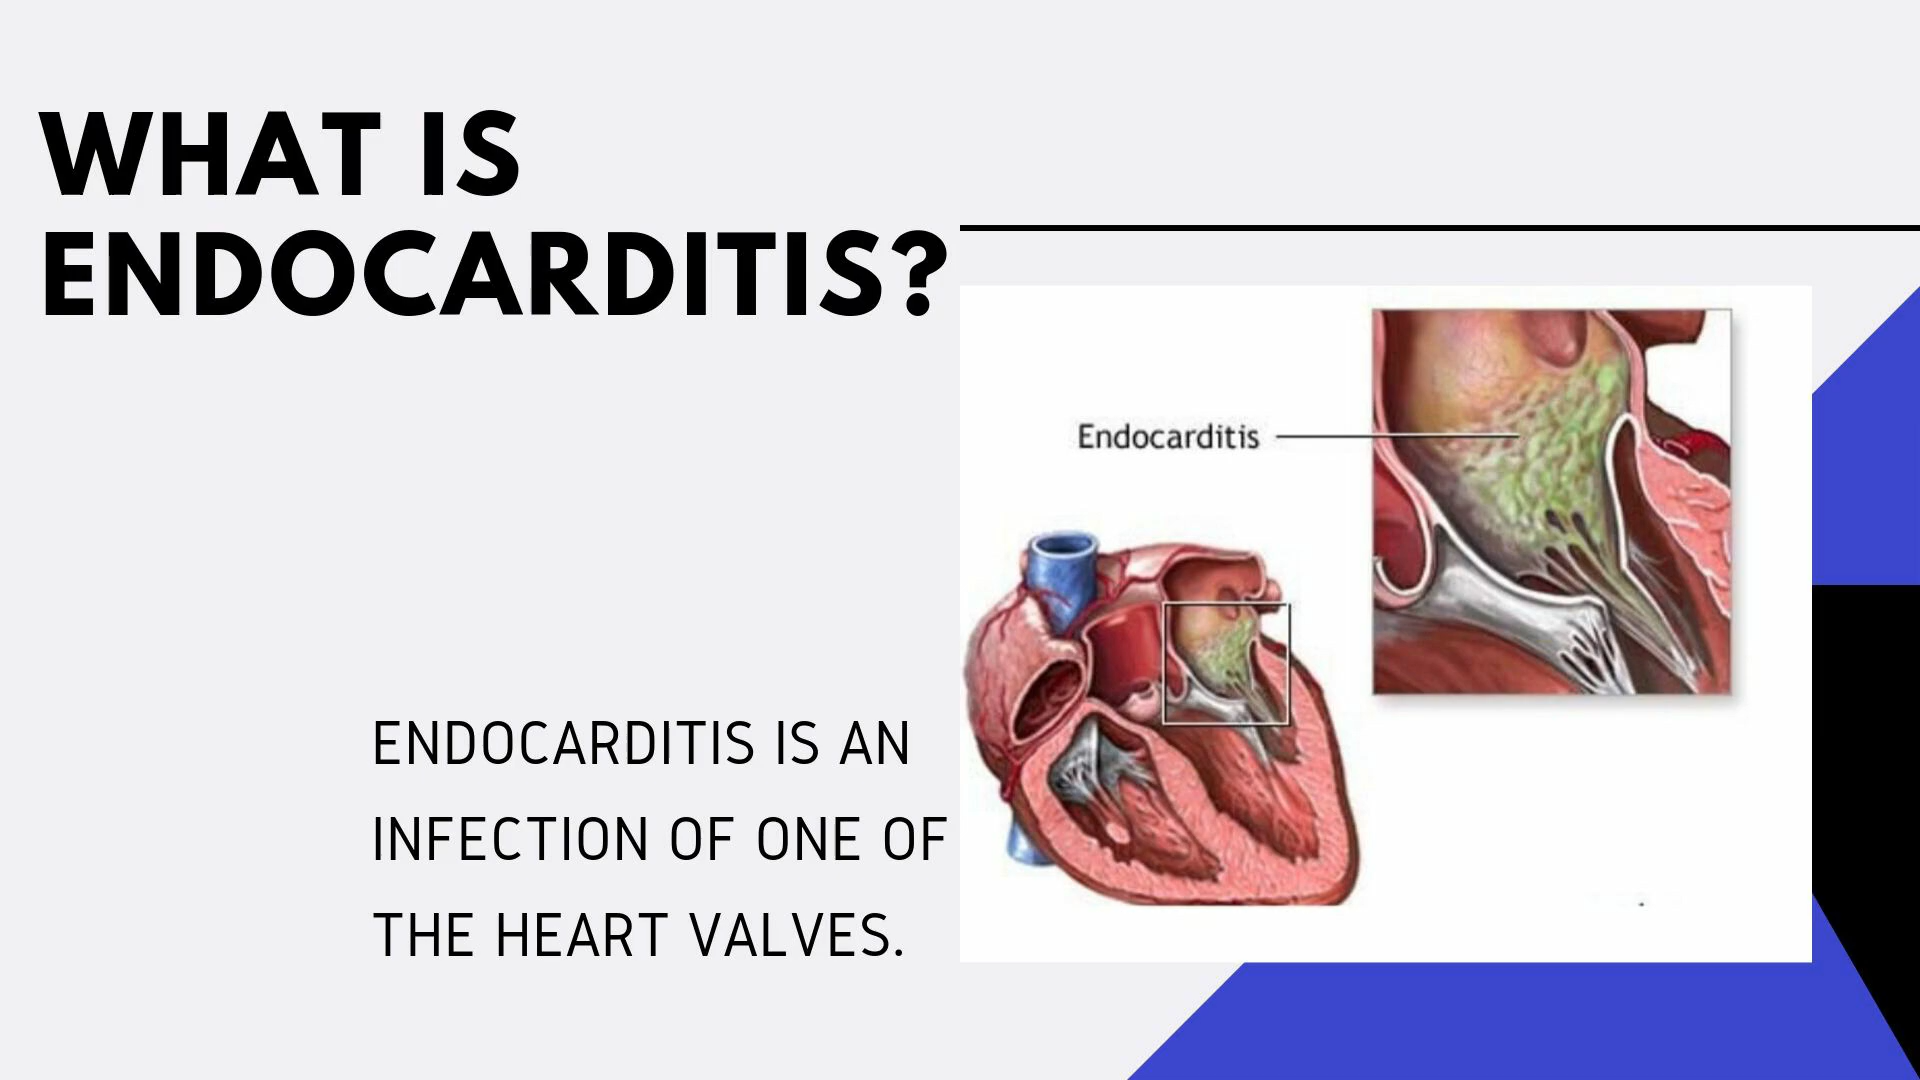 WHAT IS
ENDOCARDITIS?
Endocarditis
ENDOCARDITIS IS AN
INFECTION OF ONE OF
THE HEART VALVES.